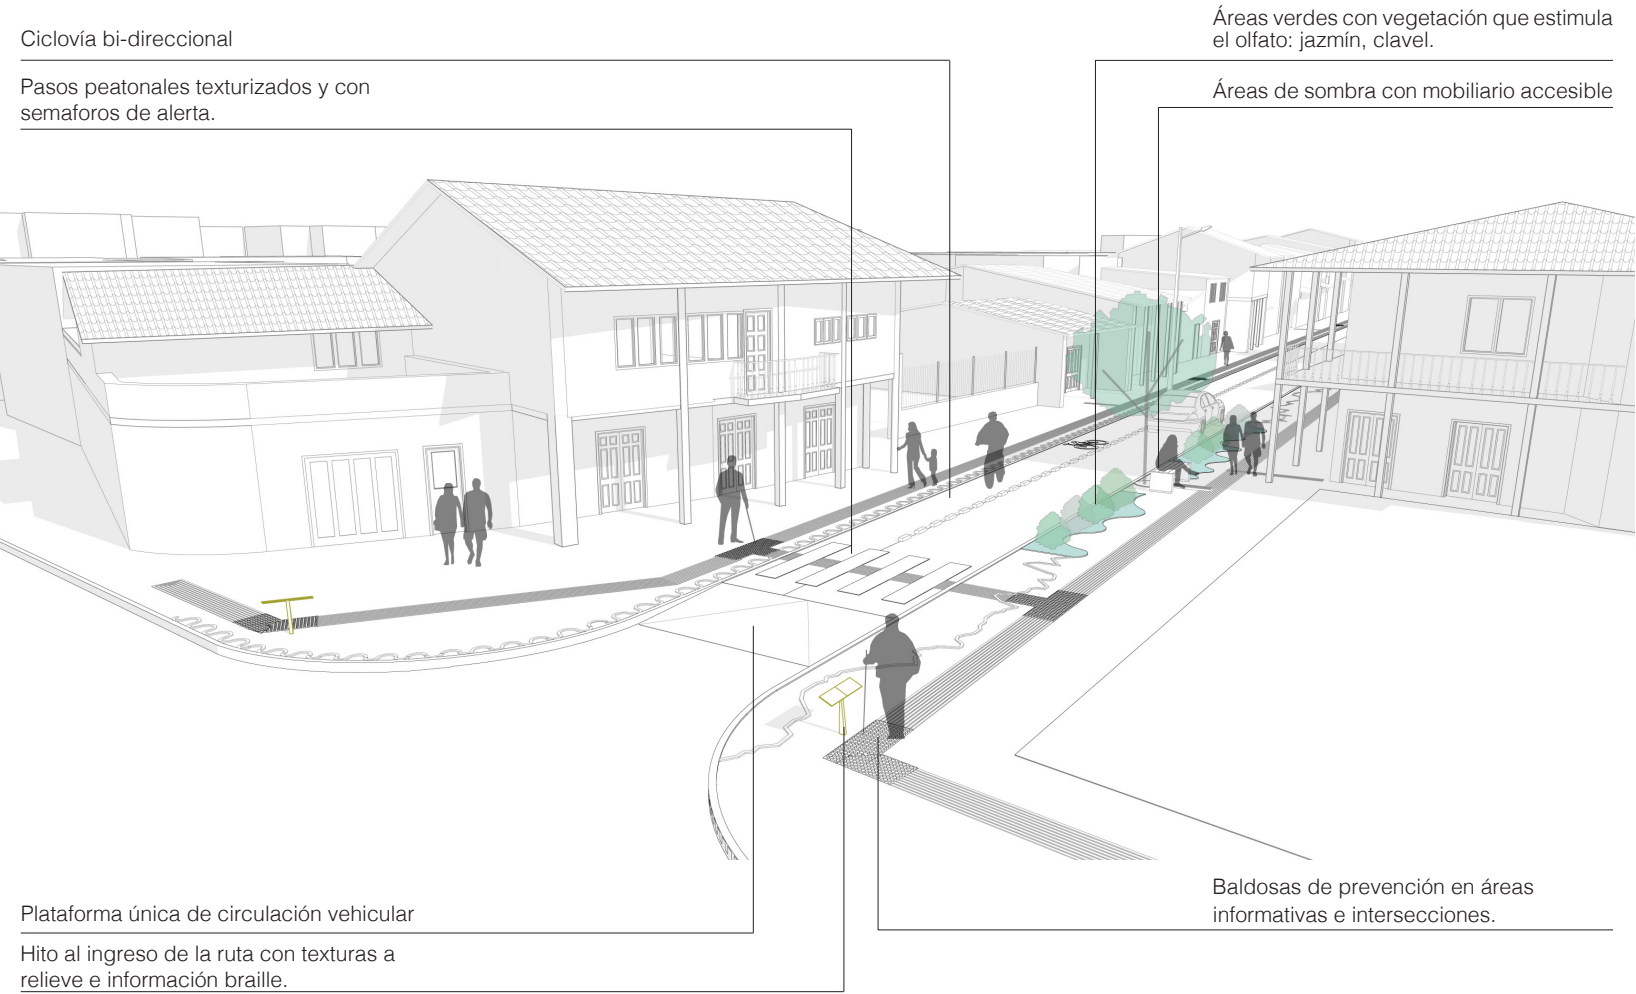 Ciclovía bi-direccional
Pasos peatonales texturizados y con
semaforos de alerta.
Áreas verdes con vegetación que estimula
el olfato: jazmín, clavel.
Áreas de sombra con mobiliario accesible
Plataforma única de circulación vehicular
Hito al ingreso de la ruta con texturas a
relieve e información braille.
Baldosas de prevención en áreas
informativas e intersecciones.